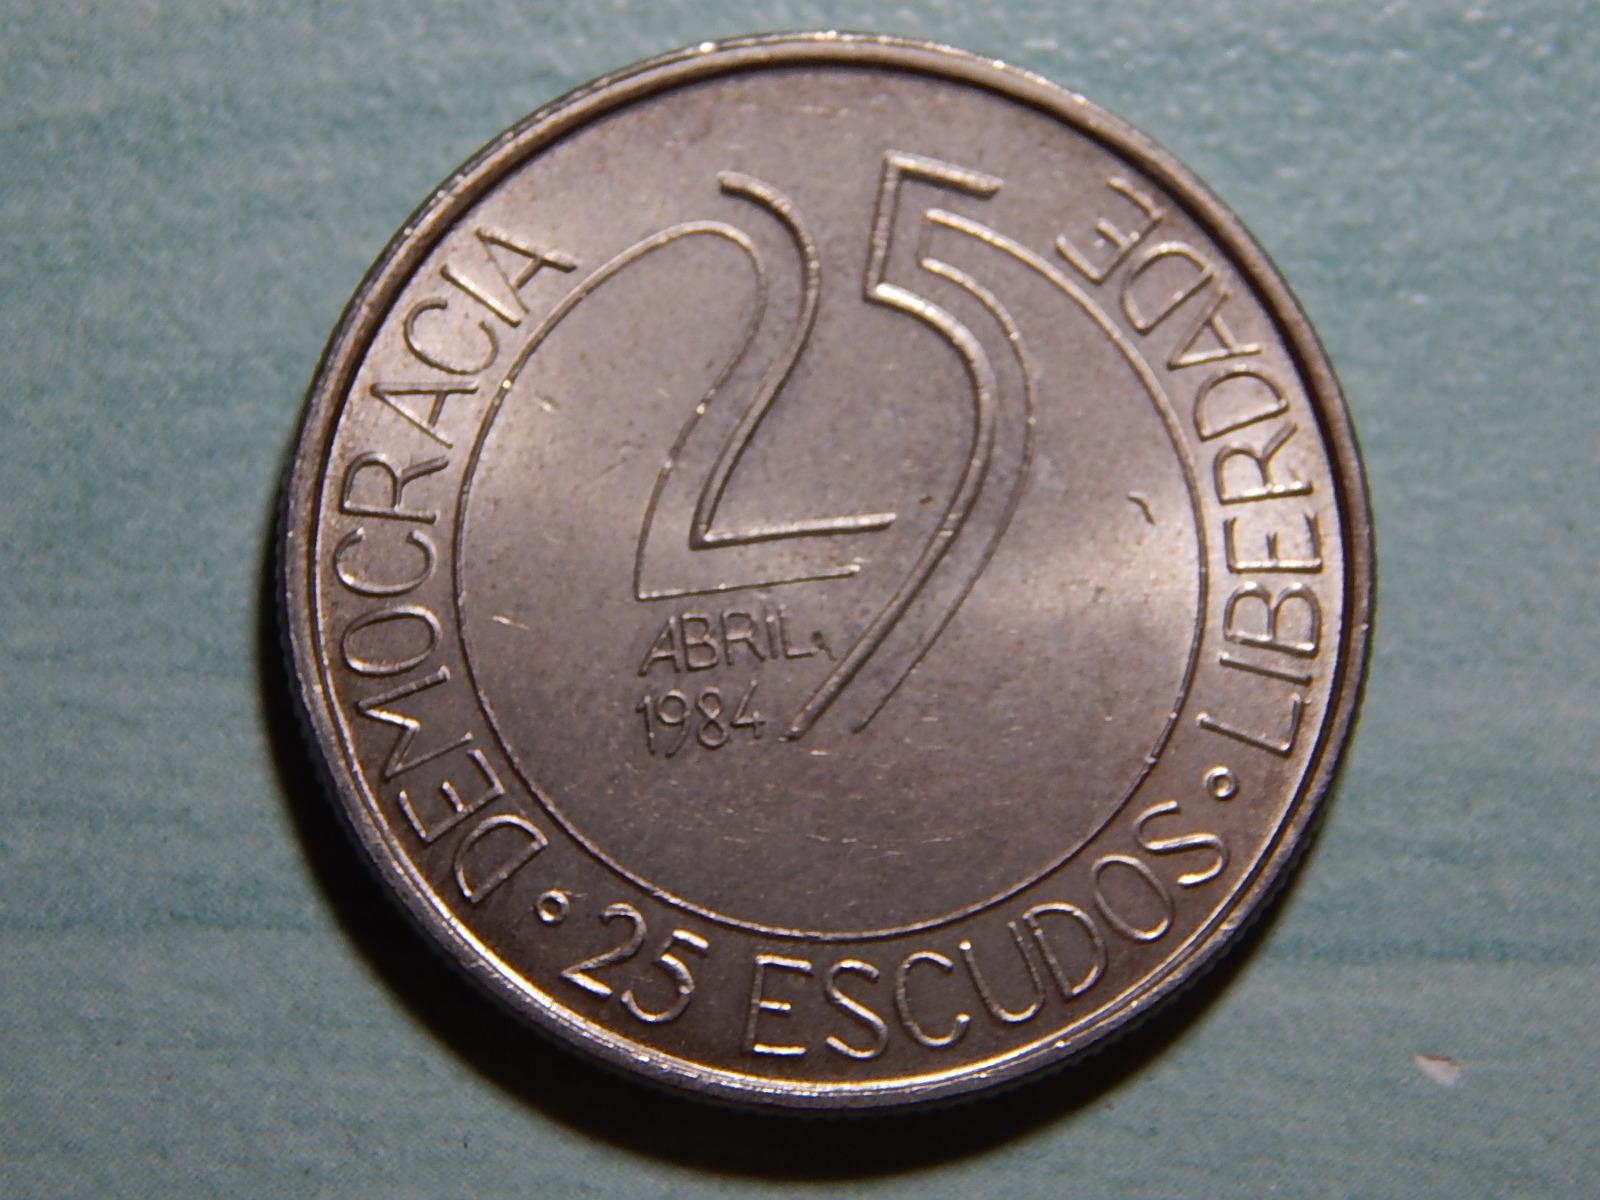 25
ABRIL
1984
DEMOCRACIA
LIBERDADE
25 ESCUDOS